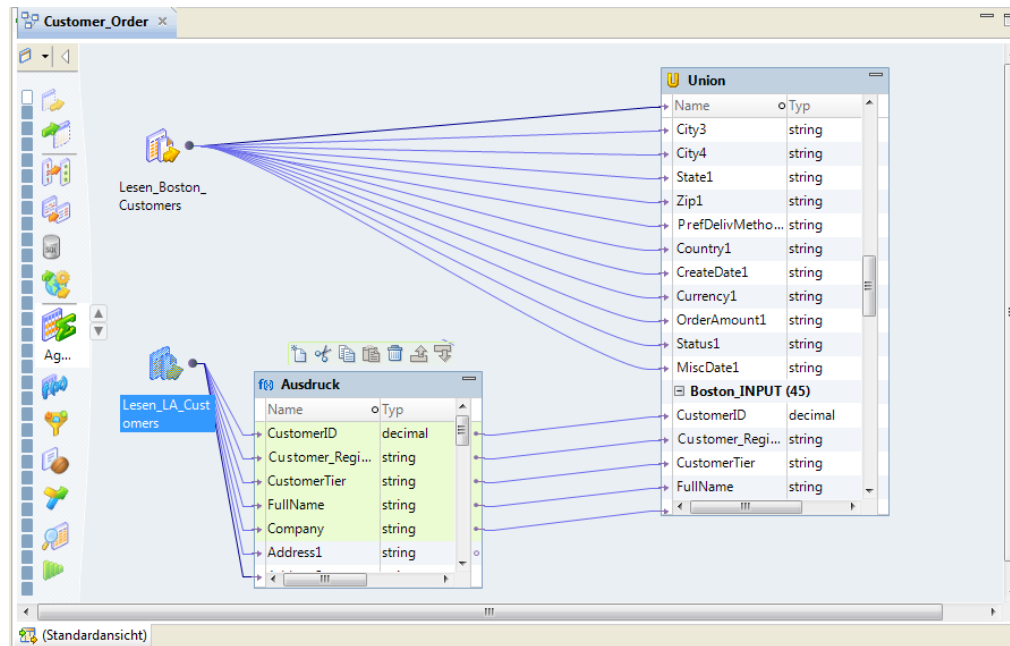 Customer_Order
Union
Name Typ
City3 string
City4 string
State1 string
Zip1 string
PrefDelivMetho... string
Country1 string
CreateDate1 string
Currency1 string
OrderAmount1 string
Status1 string
MiscDate1 string
Boston_INPUT (45)
CustomerID decimal
Customer_Regi... string
CustomerTier string
FullName string
Lesen_Boston_
Customers
Ag...
Lesen_LA_Cust
omers
f(x) Ausdruck
Name Typ
CustomerID decimal
Customer_Regi... string
CustomerTier string
FullName string
Company string
Address1 string
(Standardansicht)